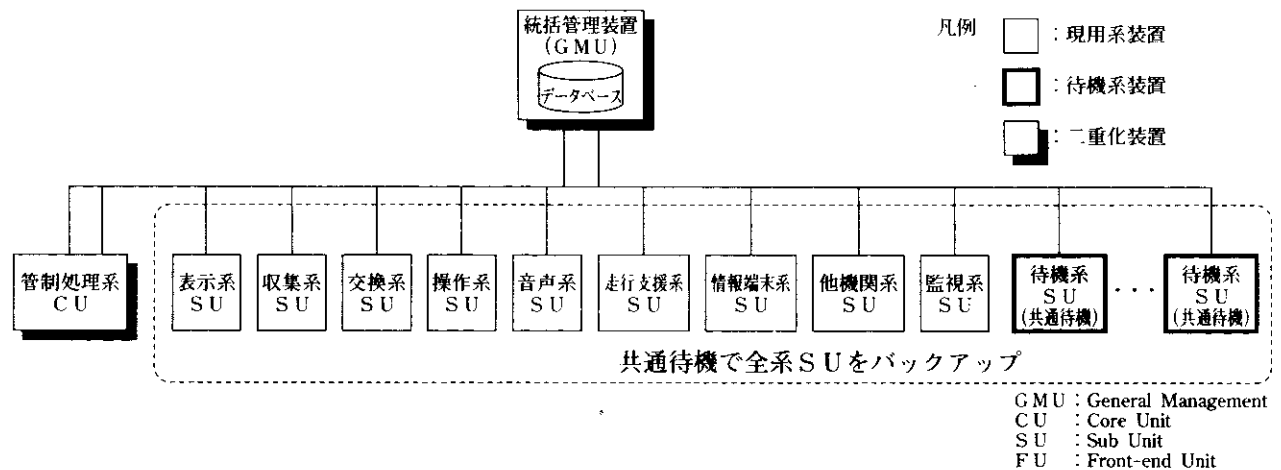 統括管理装置
(GMU)
データベース
凡例
：現用系装置
：待機系装置
：二重化装置
管制処理系
CU
表示系
SU
収集系
SU
交換系
SU
操作系
SU
音声系
SU
走行支援系
SU
情報端末系
SU
他機関系
SU
監視系
SU
待機系
SU
(共通待機)
・・・
待機系
SU
(共通待機)
共通待機で全系SUをバックアップ
GMU：General Management
CU：Core Unit
SU：Sub Unit
FU：Front-end Unit